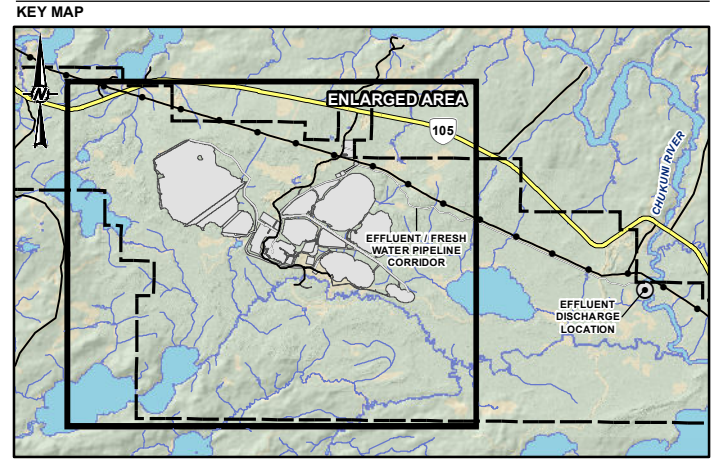 KEY MAP
N
ENLARGED AREA
105
CHUKUNI RIVER
EFFLUENT / FRESH
WATER PIPELINE
CORRIDOR
EFFLUENT
DISCHARGE
LOCATION